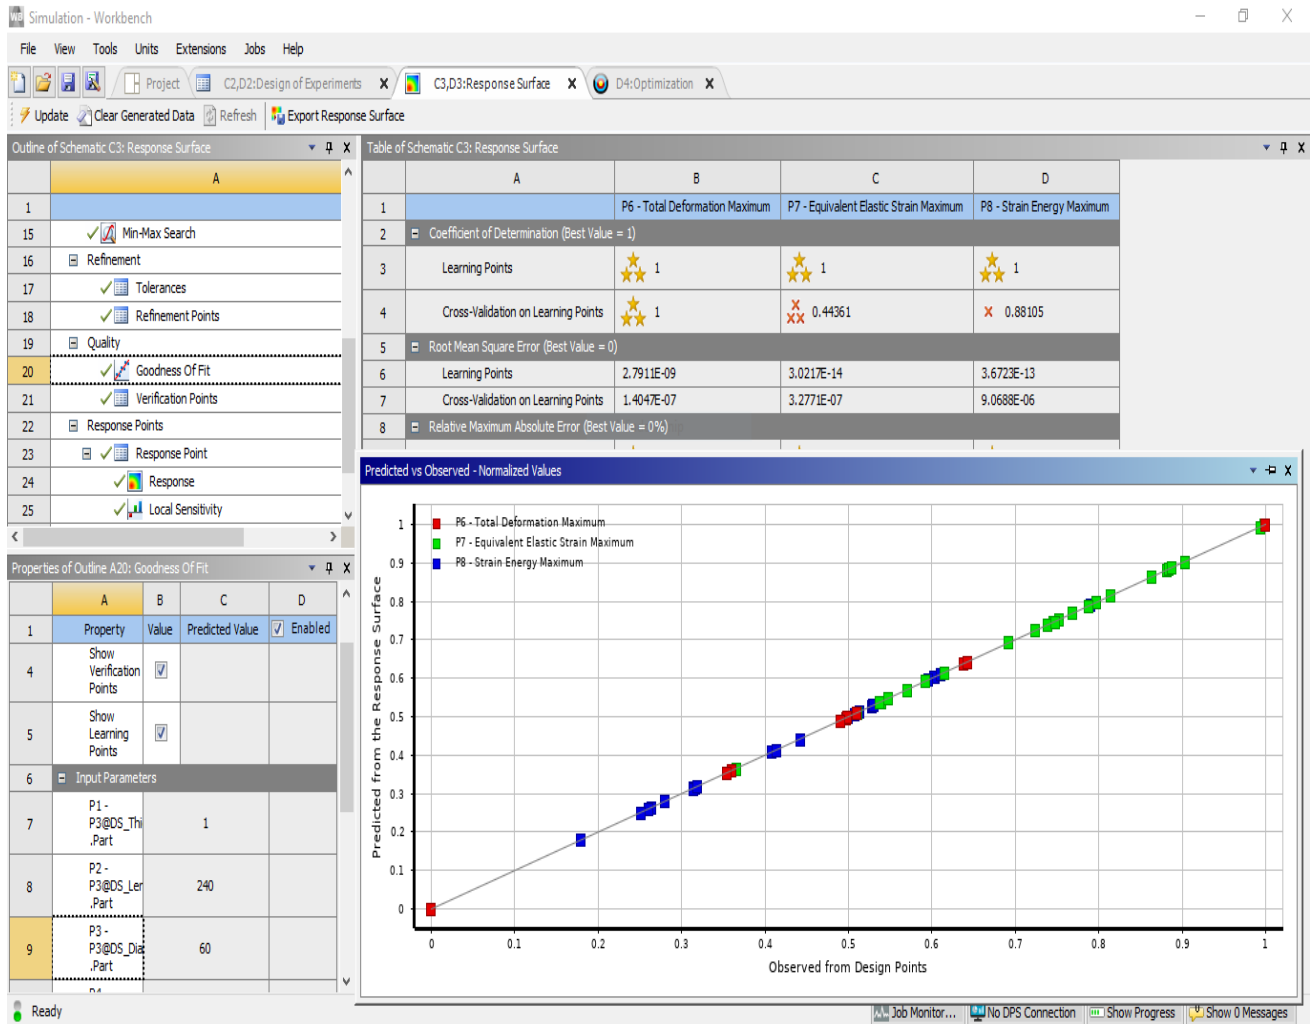 Simulation - Workbench
File View Tools Units Extensions Jobs Help
Project C2,D2:Design of Experiments C3,D3:Response Surface D4:Optimization
Update Clear Generated Data Refresh Export Response Surface
Outline of Schematic C3: Response Surface
A
1
15 Min-Max Search
16 Refinement
17 Tolerances
18 Refinement Points
19 Quality
20 Goodness Of Fit
21 Verification Points
22 Response Points
23 Response Point
24 Response
25 Local Sensitivity
Table of Schematic C3: Response Surface
A B C D
1 P6 - Total Deformation Maximum P7 - Equivalent Elastic Strain Maximum P8 - Strain Energy Maximum
2 Coefficient of Determination (Best Value = 1)
3 Learning Points 1 1 1
4 Cross-Validation on Learning Points 1 0.44361 0.88105
5 Root Mean Square Error (Best Value = 0)
6 Learning Points 2.7911E-09 3.0217E-14 3.6723E-13
7 Cross-Validation on Learning Points 1.4047E-07 3.2771E-07 9.0688E-06
8 Relative Maximum Absolute Error (Best Value = 0%)
Properties of Outline A20: Goodness Of Fit
A B C D
1 Property Value Predicted Value Enabled
4 Show
Verification
Points
5 Show
Learning
Points
6 Input Parameters
P1 -
7 P3@DS_Thi 1
.Part
P2 -
8 P3@DS_Ler 240
.Part
P3 -
9 P3@DS_Dia 60
.Part
Predicted vs Observed - Normalized Values
P6 - Total Deformation Maximum
P7 - Equivalent Elastic Strain Maximum
P8 - Strain Energy Maximum
Predicted from the Response Surface
1
0.9
0.8
0.7
0.6
0.5
0.4
0.3
0.2
0.1
0
0 0.1 0.2 0.3 0.4 0.5 0.6 0.7 0.8 0.9 1
Observed from Design Points
Ready Job Monitor... No DPS Connection Show Progress Show 0 Messages